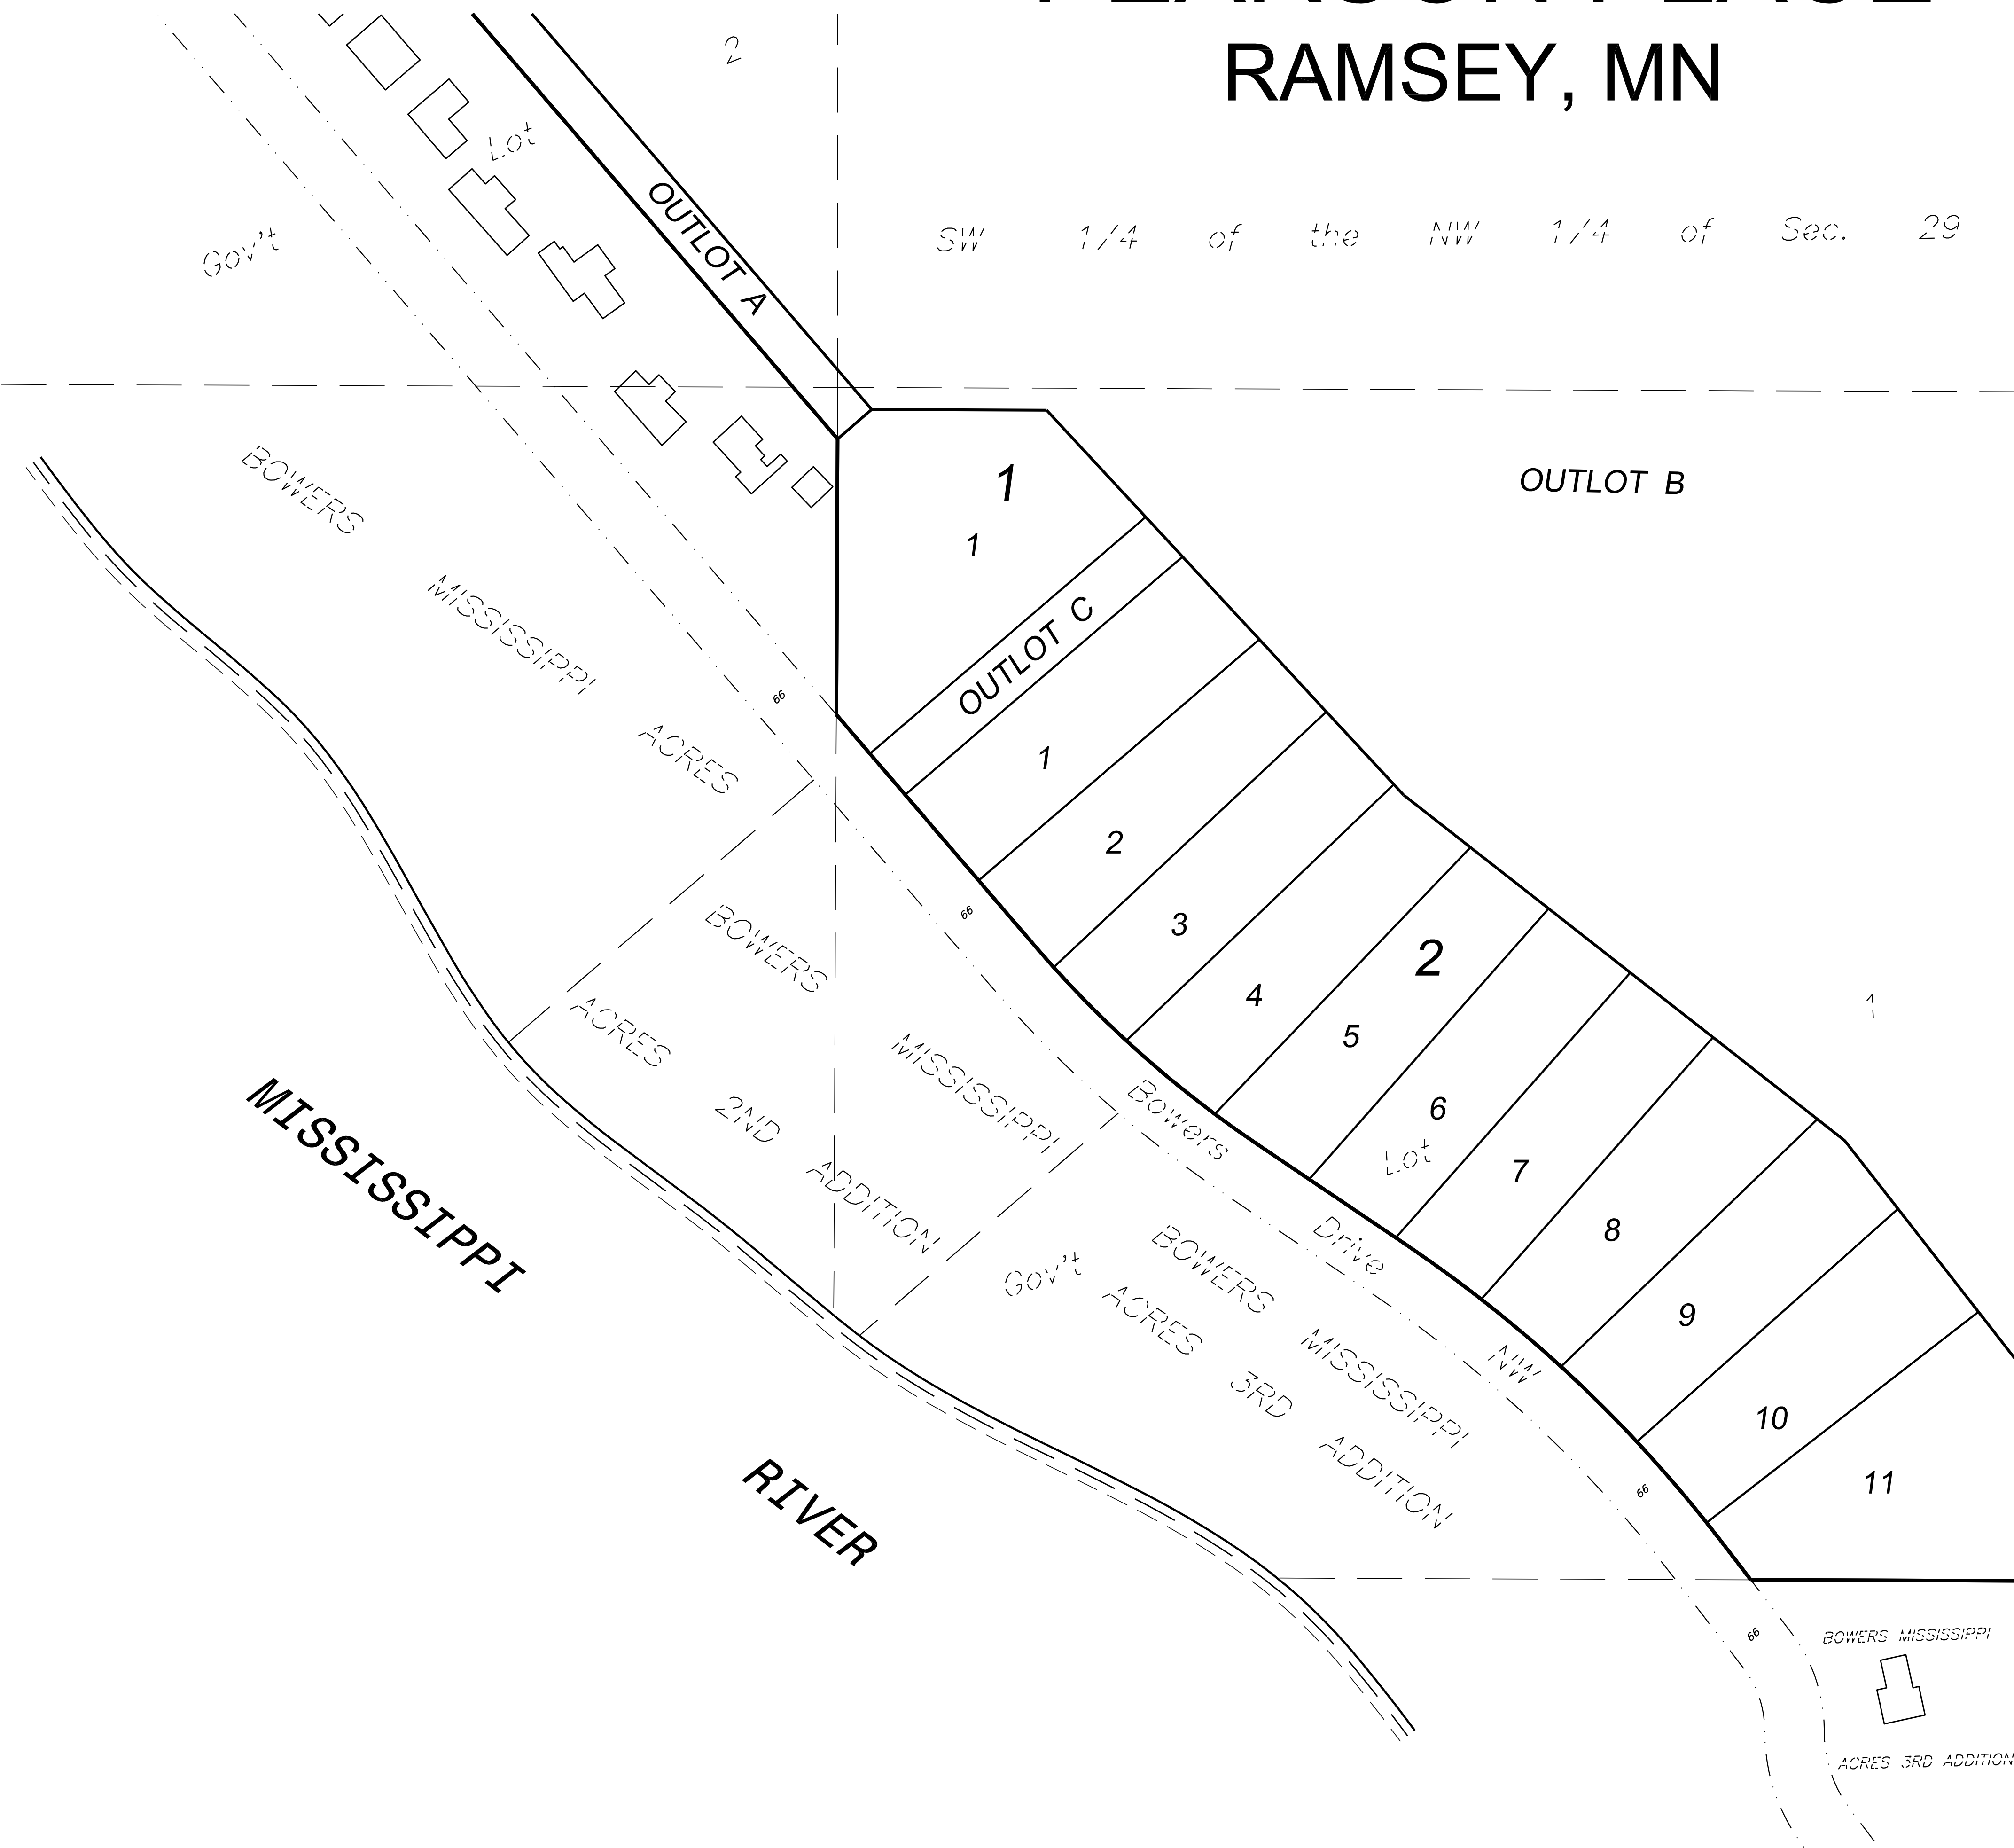 RAMSEY, MN
2
Gov't Lot
OUTLOT A
SW 1/4 of the NW 1/4 of Sec. 29
OUTLOT B
1
1
OUTLOT C
1
2
3
4
2
5
6
7
8
9
10
11
1
66
66
66
66
BOWERS MISSISSIPPI ACRES
BOWERS MISSISSIPPI
ACRES 2ND ADDITION
Bowers Drive NW
Gov't Lot
BOWERS MISSISSIPPI
ACRES 3RD ADDITION
MISSISSIPPI RIVER
BOWERS MISSISSIPPI
ACRES 3RD ADDITION